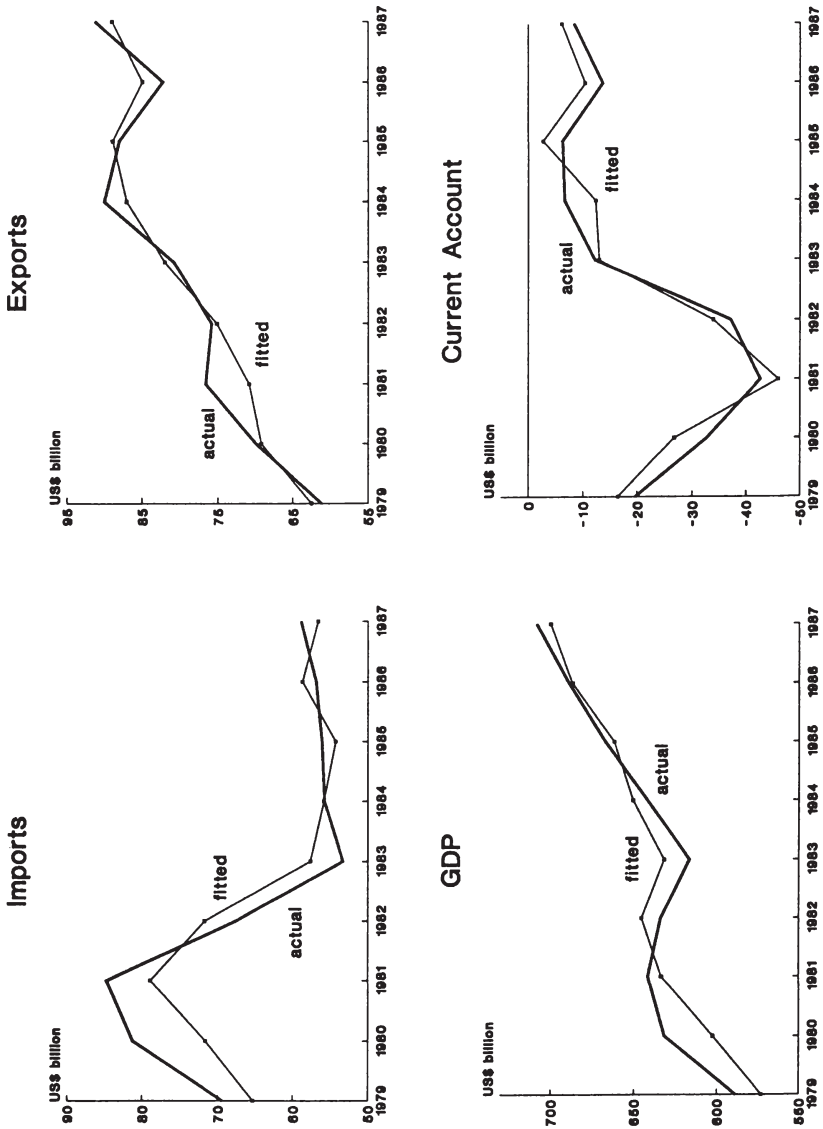 Imports
US$ billion
90
80
fitted
70
actual
60
50
1979 1980 1981 1982 1983 1984 1985 1986 1987
Exports
US$ billion
95
85
actual
75
fitted
65
55
1979 1980 1981 1982 1983 1984 1985 1986 1987
GDP
US$ billion
700
fitted
650
actual
600
550
1979 1980 1981 1982 1983 1984 1985 1986 1987
Current Account
US$ billion
0
actual
-10
fitted
-20
-30
-40
-50
1979 1980 1981 1982 1983 1984 1985 1986 1987